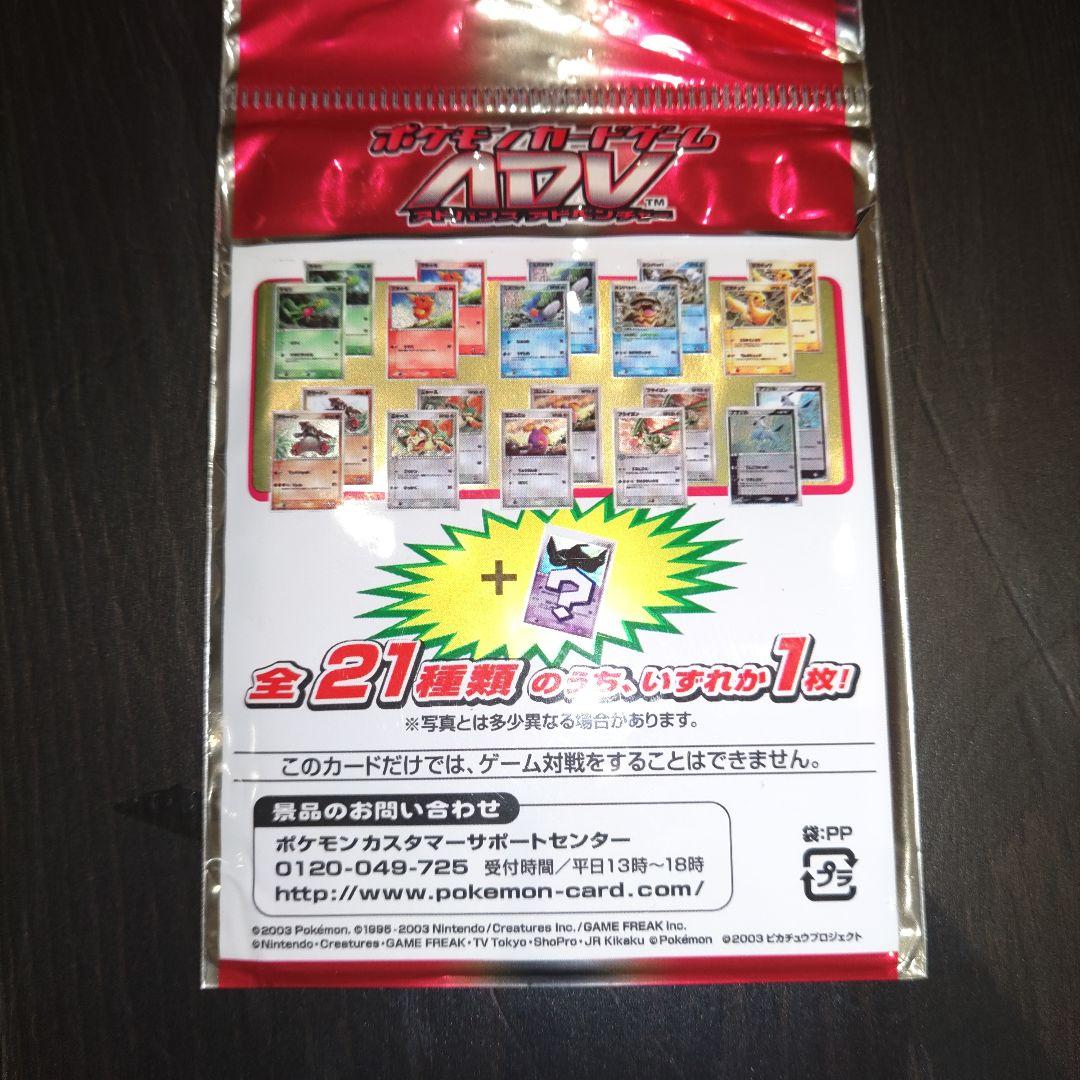 ポケモンカードゲーム
ADV™
アドバンスアドベンチャー
+
?
全21種類のうち、いずれか1枚!
※写真とは多少異なる場合があります。
このカードだけでは、ゲーム対戦をすることはできません。
景品のお問い合わせ
ポケモンカスタマーサポートセンター
0120-049-725 受付時間/平日13時〜18時
http://www.pokemon-card.com/
袋:PP
プラ
©2003 Pokémon. ©1995-2003 Nintendo/Creatures Inc./GAME FREAK Inc.
©Nintendo・Creatures・GAME FREAK・TV Tokyo・ShoPro・JR Kikaku ©Pokémon ©2003 ピカチュウプロジェクト